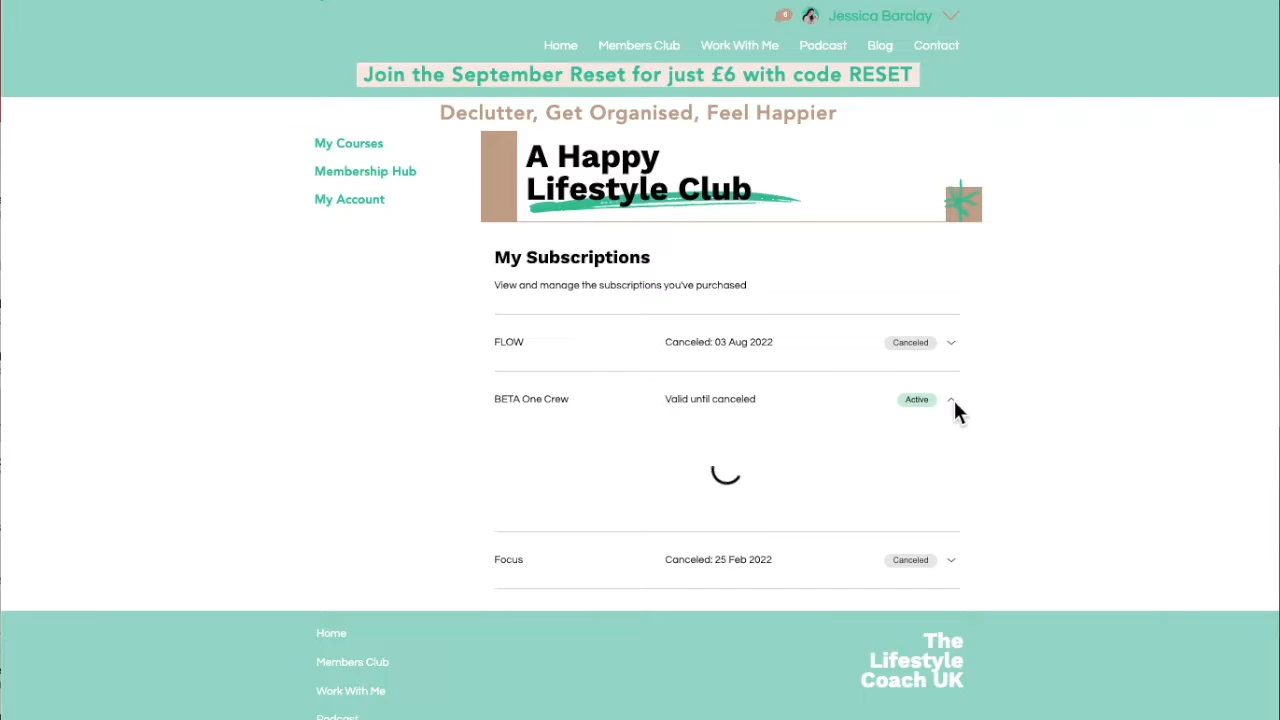 6 Jessica Barclay
Home Members Club Work With Me Podcast Blog Contact
Join the September Reset for just £6 with code RESET
Declutter, Get Organised, Feel Happier
My Courses
Membership Hub
My Account
A Happy
Lifestyle Club
My Subscriptions
View and manage the subscriptions you've purchased
FLOW Canceled: 03 Aug 2022 Canceled
BETA One Crew Valid until canceled Active
Focus Canceled: 25 Feb 2022 Canceled
Home
Members Club
Work With Me
Podcast
The
Lifestyle
Coach UK